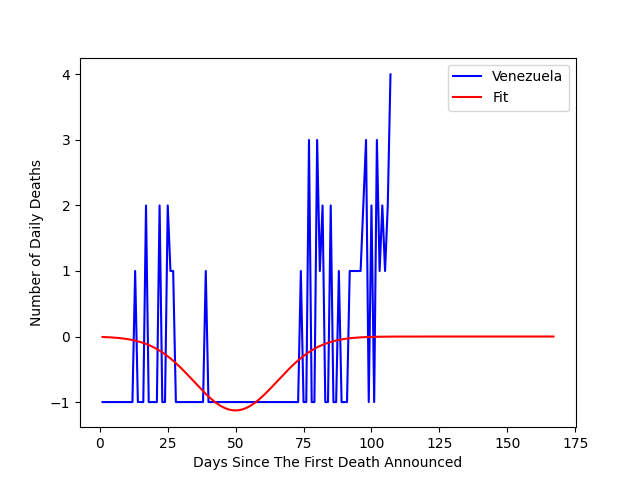 Venezuela
Fit
Number of Daily Deaths
4
3
2
1
0
−1
0 25 50 75 100 125 150 175
Days Since The First Death Announced